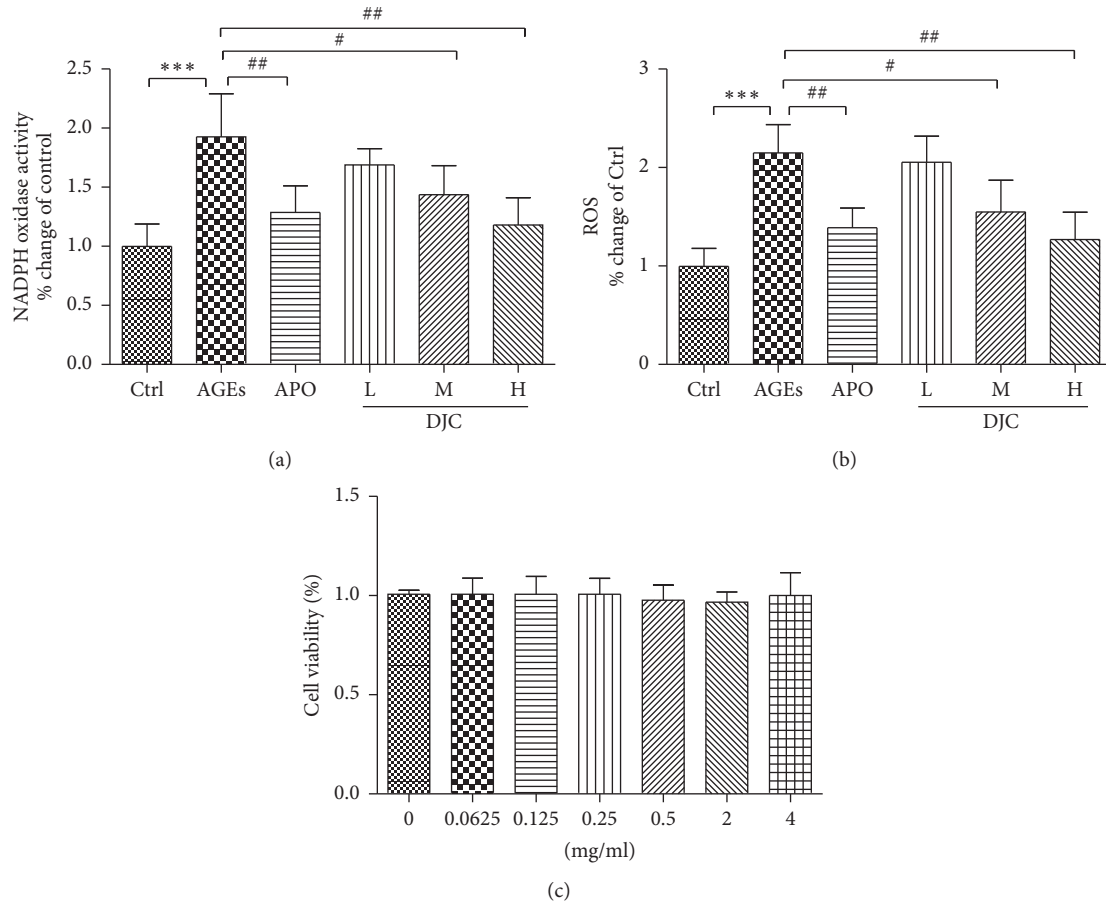 ##
#
*** ##
2.5
2.0
1.5
1.0
0.5
0.0
NADPH oxidase activity
% change of control
Ctrl AGEs APO L M H
DJC
(a)
##
#
*** ##
3
2
1
0
ROS
% change of Ctrl
Ctrl AGEs APO L M H
DJC
(b)
1.5
1.0
0.5
0.0
Cell viability (%)
0 0.0625 0.125 0.25 0.5 2 4
(mg/ml)
(c)